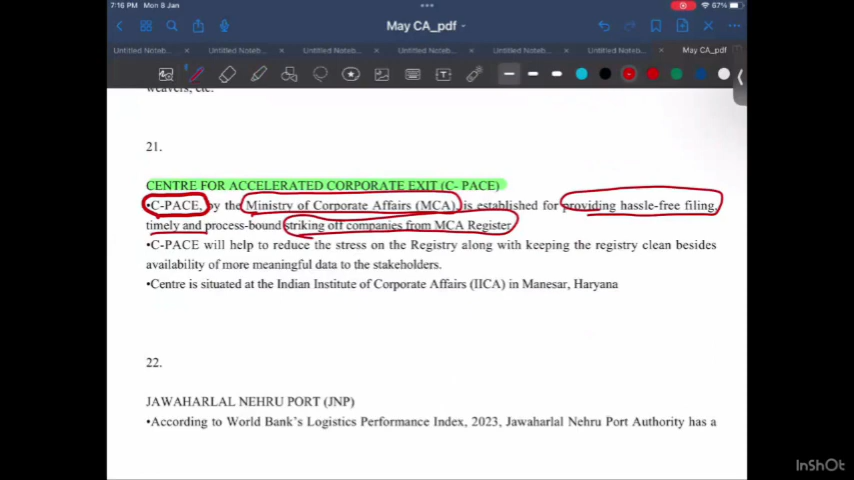 7:16 PM Mon 8 Jan
67%
May CA_pdf
Untitled Noteb... Untitled Noteb... Untitled Noteb... Untitled Noteb... Untitled Noteb... Untitled Noteb... May CA_pdf
weavers, etc.
21.
CENTRE FOR ACCELERATED CORPORATE EXIT (C- PACE)
•C-PACE, by the Ministry of Corporate Affairs (MCA), is established for providing hassle-free filing,
timely and process-bound striking off companies from MCA Register.
•C-PACE will help to reduce the stress on the Registry along with keeping the registry clean besides
availability of more meaningful data to the stakeholders.
•Centre is situated at the Indian Institute of Corporate Affairs (IICA) in Manesar, Haryana
22.
JAWAHARLAL NEHRU PORT (JNP)
•According to World Bank's Logistics Performance Index, 2023, Jawaharlal Nehru Port Authority has a
InShOt